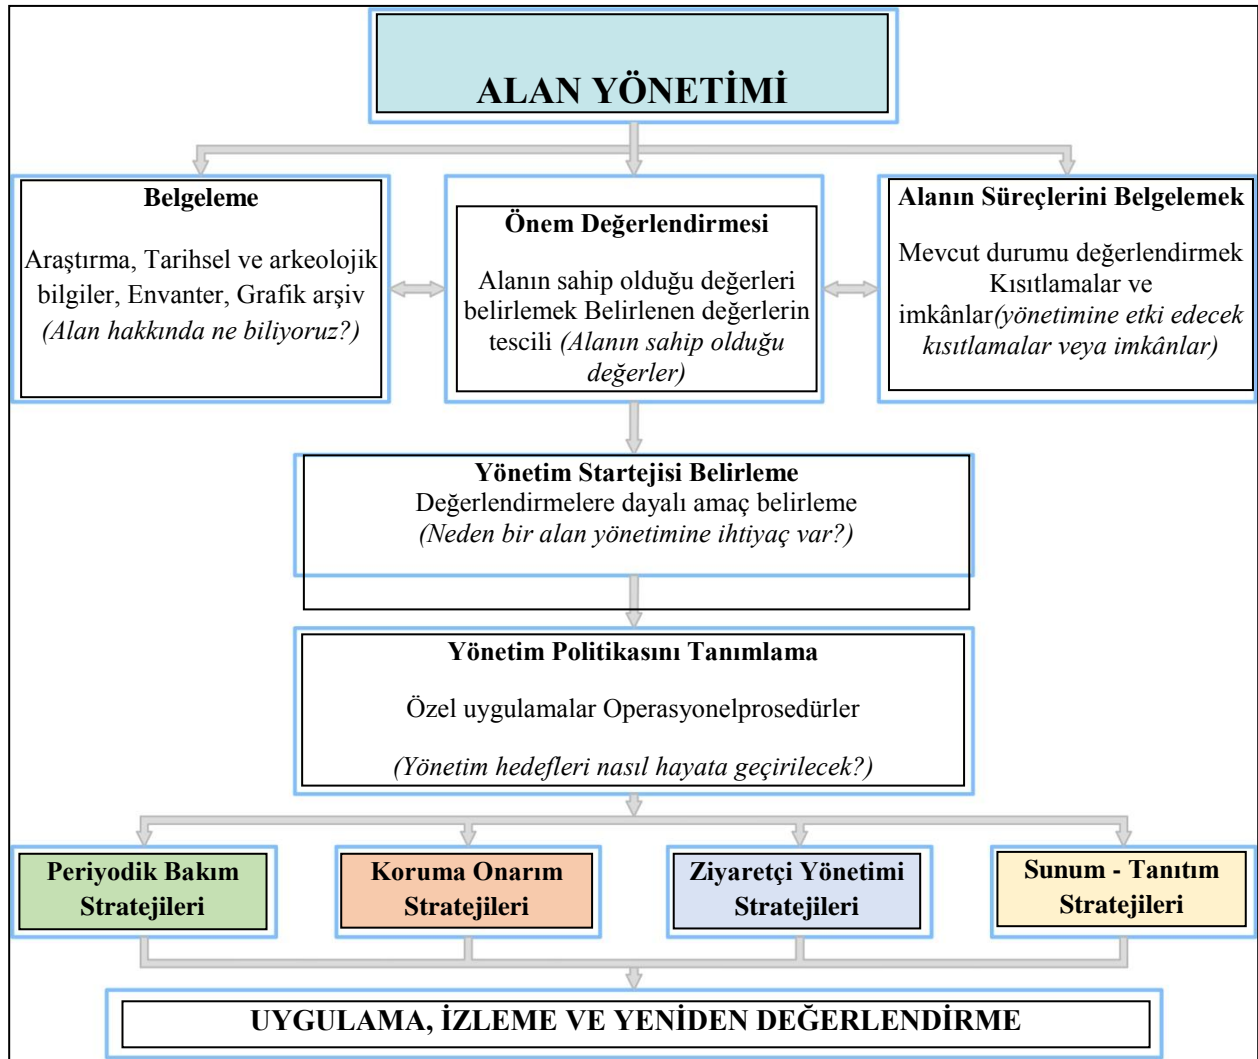 ALAN YÖNETİMİ
Belgeleme
Araştırma, Tarihsel ve arkeolojik
bilgiler, Envanter, Grafik arşiv
(Alan hakkında ne biliyoruz?)
Önem Değerlendirmesi
Alanın sahip olduğu değerleri
belirlemek Belirlenen değerlerin
tescili (Alanın sahip olduğu
değerler)
Alanın Süreçlerini Belgelemek
Mevcut durumu değerlendirmek
Kısıtlamalar ve
imkânlar(yönetimine etki edecek
kısıtlamalar veya imkânlar)
Yönetim Startejisi Belirleme
Değerlendirmelere dayalı amaç belirleme
(Neden bir alan yönetimine ihtiyaç var?)
Yönetim Politikasını Tanımlama
Özel uygulamalar Operasyonelprosedürler
(Yönetim hedefleri nasıl hayata geçirilecek?)
Periyodik Bakım
Stratejileri
Koruma Onarım
Stratejileri
Ziyaretçi Yönetimi
Stratejileri
Sunum - Tanıtım
Stratejileri
UYGULAMA, İZLEME VE YENİDEN DEĞERLENDİRME